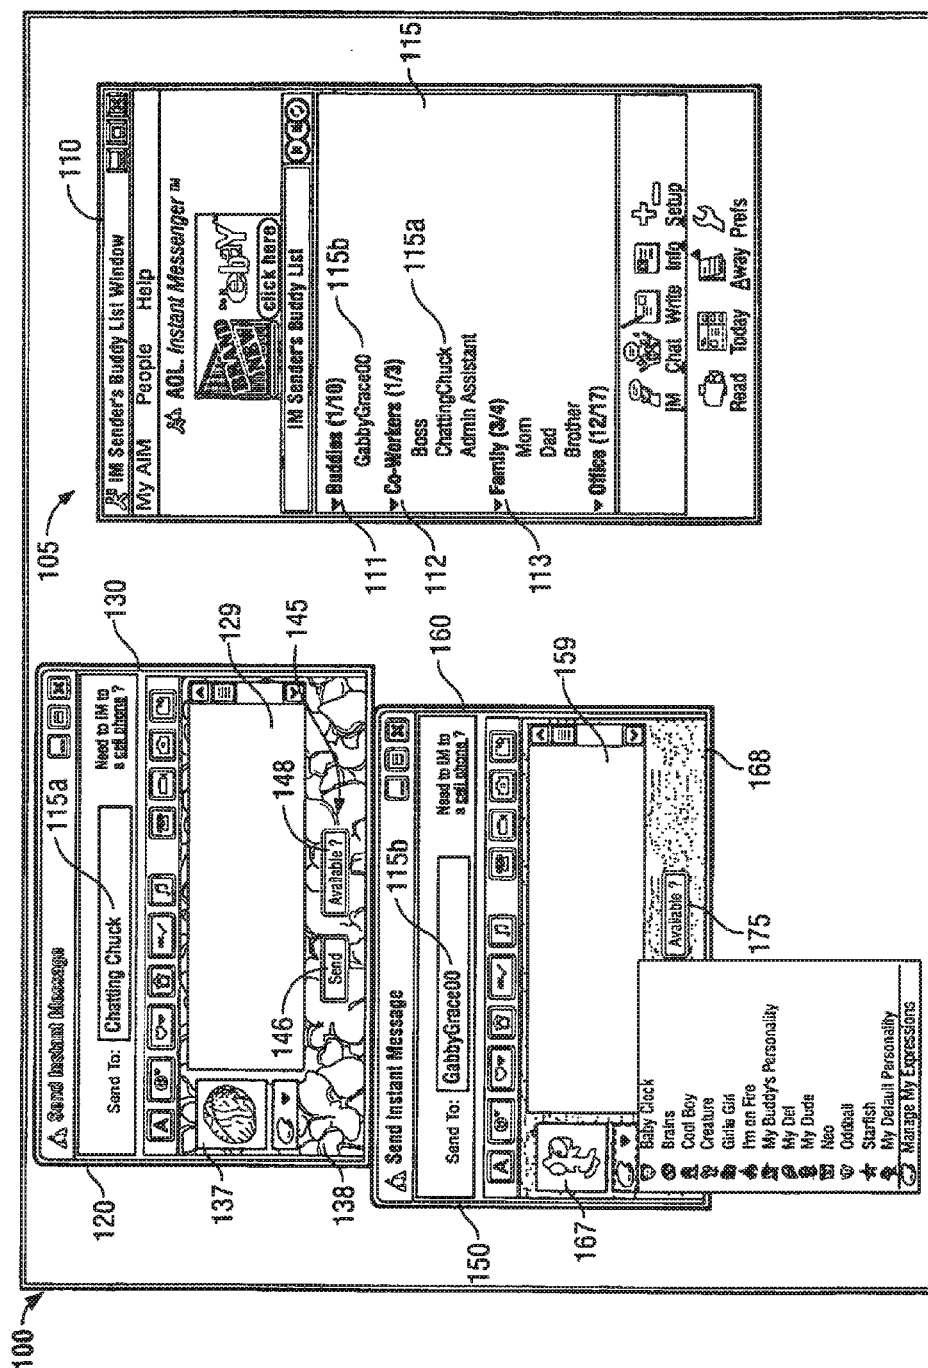 100
105
110
IM Sender's Buddy List Window
My AIM People Help
AOL Instant Messenger ™
BRAND NEW
ebay
click here
IM Senders Buddy List
115
Buddies (1/10)
GabbyGrace00
115b
Co-Workers (1/3)
Boss
ChattingChuck
115a
Admin Assistant
Family (3/4)
Mom
Dad
Brother
Office (12/17)
111
112
113
IM Chat Write Info Setup
Read Today Away Prefs
120
Send Instant Message
115a
130
Send To: Chatting Chuck
Need to IM to
a cell phone ?
A
129
137
138
145
146
Send
148
Available ?
150
Send Instant Message
115b
160
Send To: GabbyGrace00
Need to IM to
a cell phone ?
A
159
167
168
Available ?
175
Baby Clock
Brains
Cool Boy
Creature
Girlie Girl
I'm on Fire
My Buddy's Personality
My Def
My Dude
Neo
Oddball
Starfish
My Default Personality
Manage My Expressions